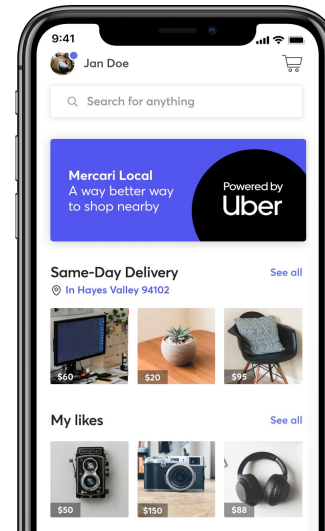 9:41
Jan Doe
Search for anything
Mercari Local
A way better way
to shop nearby
Powered by
Uber
Same-Day Delivery
See all
In Hayes Valley 94102
$60
$20
$95
My likes
See all
$50
$150
$88